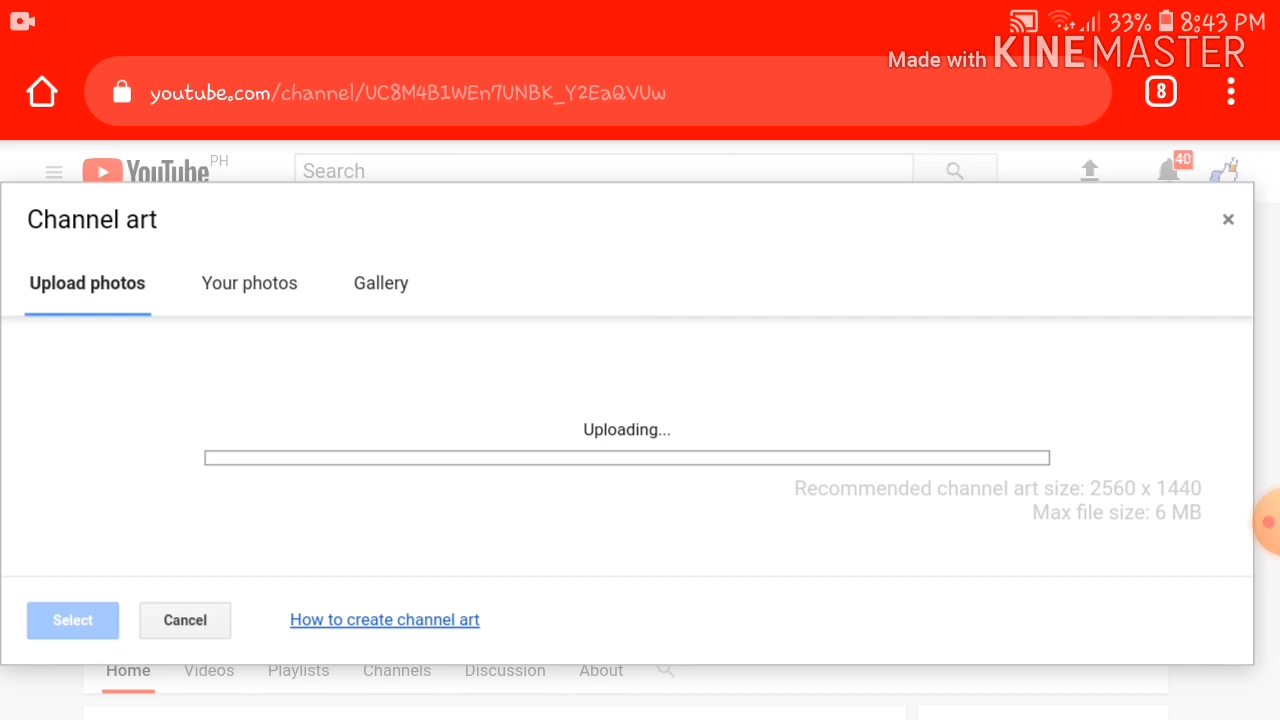 33% 8:43 PM
Made with KINEMASTER
youtube.com/channel/UC8M4B1WEn7UNBK_Y2EaQVUw
8
YouTube PH
Search
40
Channel art
×
Upload photos Your photos Gallery
Uploading...
Recommended channel art size: 2560 x 1440
Max file size: 6 MB
Select Cancel How to create channel art
Home Videos Playlists Channels Discussion About